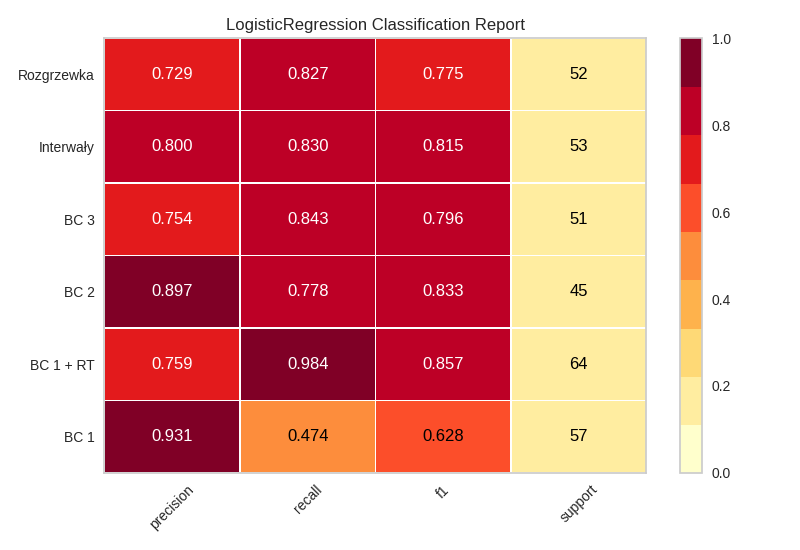 LogisticRegression Classification Report
Rozgrzewka 0.729 0.827 0.775 52
Interwały 0.800 0.830 0.815 53
BC 3 0.754 0.843 0.796 51
BC 2 0.897 0.778 0.833 45
BC 1 + RT 0.759 0.984 0.857 64
BC 1 0.931 0.474 0.628 57
precision recall f1 support
1.0
0.8
0.6
0.4
0.2
0.0